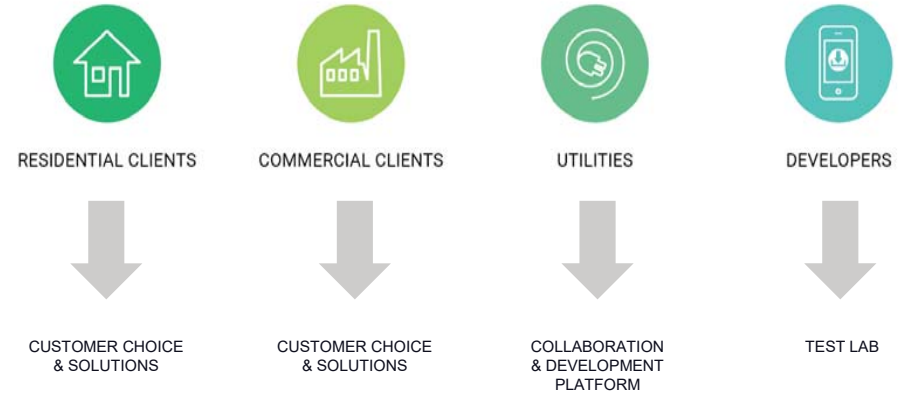 RESIDENTIAL CLIENTS
COMMERCIAL CLIENTS
UTILITIES
DEVELOPERS
CUSTOMER CHOICE
& SOLUTIONS
CUSTOMER CHOICE
& SOLUTIONS
COLLABORATION
& DEVELOPMENT
PLATFORM
TEST LAB